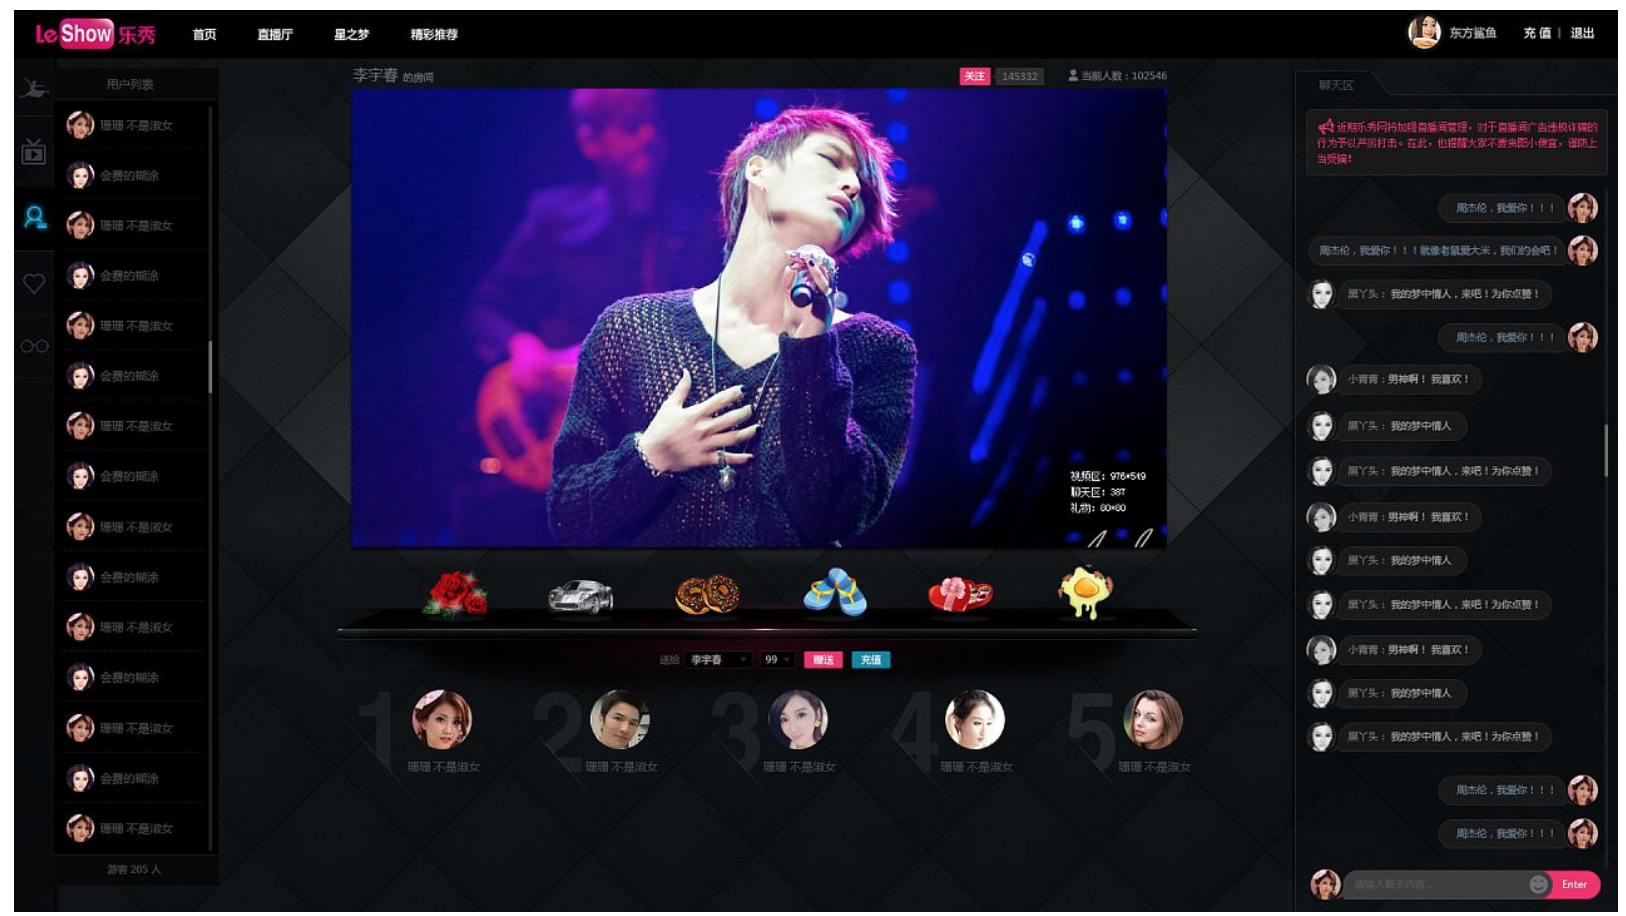 Le Show 乐秀
首页 直播厅 星之梦 精彩推荐
东方鲨鱼 充 值 | 退出
用户列表
珊珊 不是淑女
会费的糊涂
珊珊 不是淑女
会费的糊涂
珊珊 不是淑女
会费的糊涂
珊珊 不是淑女
会费的糊涂
珊珊 不是淑女
会费的糊涂
珊珊 不是淑女
会费的糊涂
珊珊 不是淑女
会费的糊涂
珊珊 不是淑女
游客 205 人
李宇春 的房间
关注 145332 当前人数：102546
视频区：976*549
聊天区：387
礼物：80*80
送给 李宇春 99 赠送 充值
1 2 3 4 5
珊珊 不是淑女 珊珊 不是淑女 珊珊 不是淑女 珊珊 不是淑女 珊珊 不是淑女
聊天区
近期乐秀网将加强直播间管理，对于直播间广告违规诈骗的
行为予以严厉打击。在此，也提醒大家不要贪图小便宜，谨防上
当受骗！
周杰伦，我爱你！！！
周杰伦，我爱你！！！就像老鼠爱大米，我们约会吧！
黑丫头：我的梦中情人，来吧！为你点赞！
周杰伦，我爱你！！！
小青青：男神啊！ 我喜欢！
黑丫头：我的梦中情人
黑丫头：我的梦中情人，来吧！为你点赞！
小青青：男神啊！ 我喜欢！
黑丫头：我的梦中情人
黑丫头：我的梦中情人，来吧！为你点赞！
小青青：男神啊！ 我喜欢！
黑丫头：我的梦中情人
黑丫头：我的梦中情人，来吧！为你点赞！
周杰伦，我爱你！！！
周杰伦，我爱你！！！
请输入聊天内容... Enter